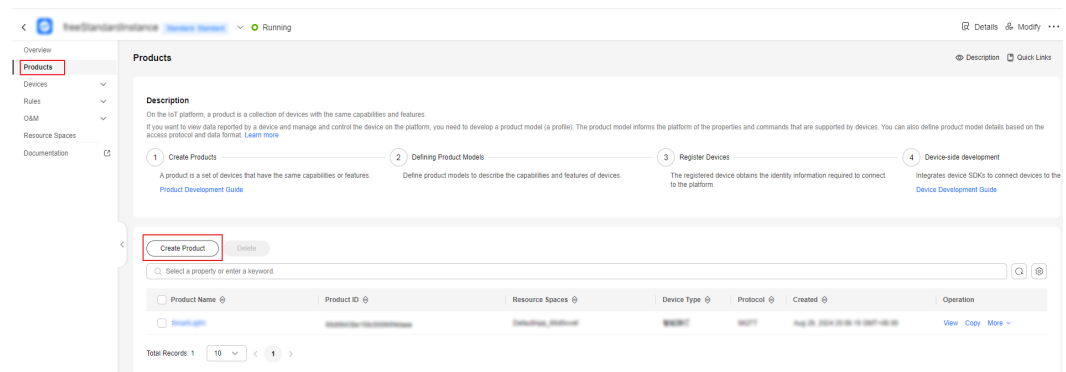 Running
Details Modify
Overview
Products
Devices
Rules
O&M
Resource Spaces
Documentation
Products
Description Quick Links
Description
On the IoT platform, a product is a collection of devices with the same capabilities and features.
If you want to view data reported by a device and manage and control the device on the platform, you need to develop a product model (a profile). The product model informs the platform of the properties and commands that are supported by devices. You can also define product model details based on the
access protocol and data format. Learn more
1 Create Products 2 Defining Product Models 3 Register Devices 4 Device-side development
A product is a set of devices that have the same capabilities or features. Define product models to describe the capabilities and features of devices. The registered device obtains the identity information required to connect Integrates device SDKs to connect devices to the
Product Development Guide to the platform. Device Development Guide
Create Product Delete
Select a property or enter a keyword.
Product Name Product ID Resource Spaces Device Type Protocol Created Operation
View Copy More
Total Records: 1 10 1